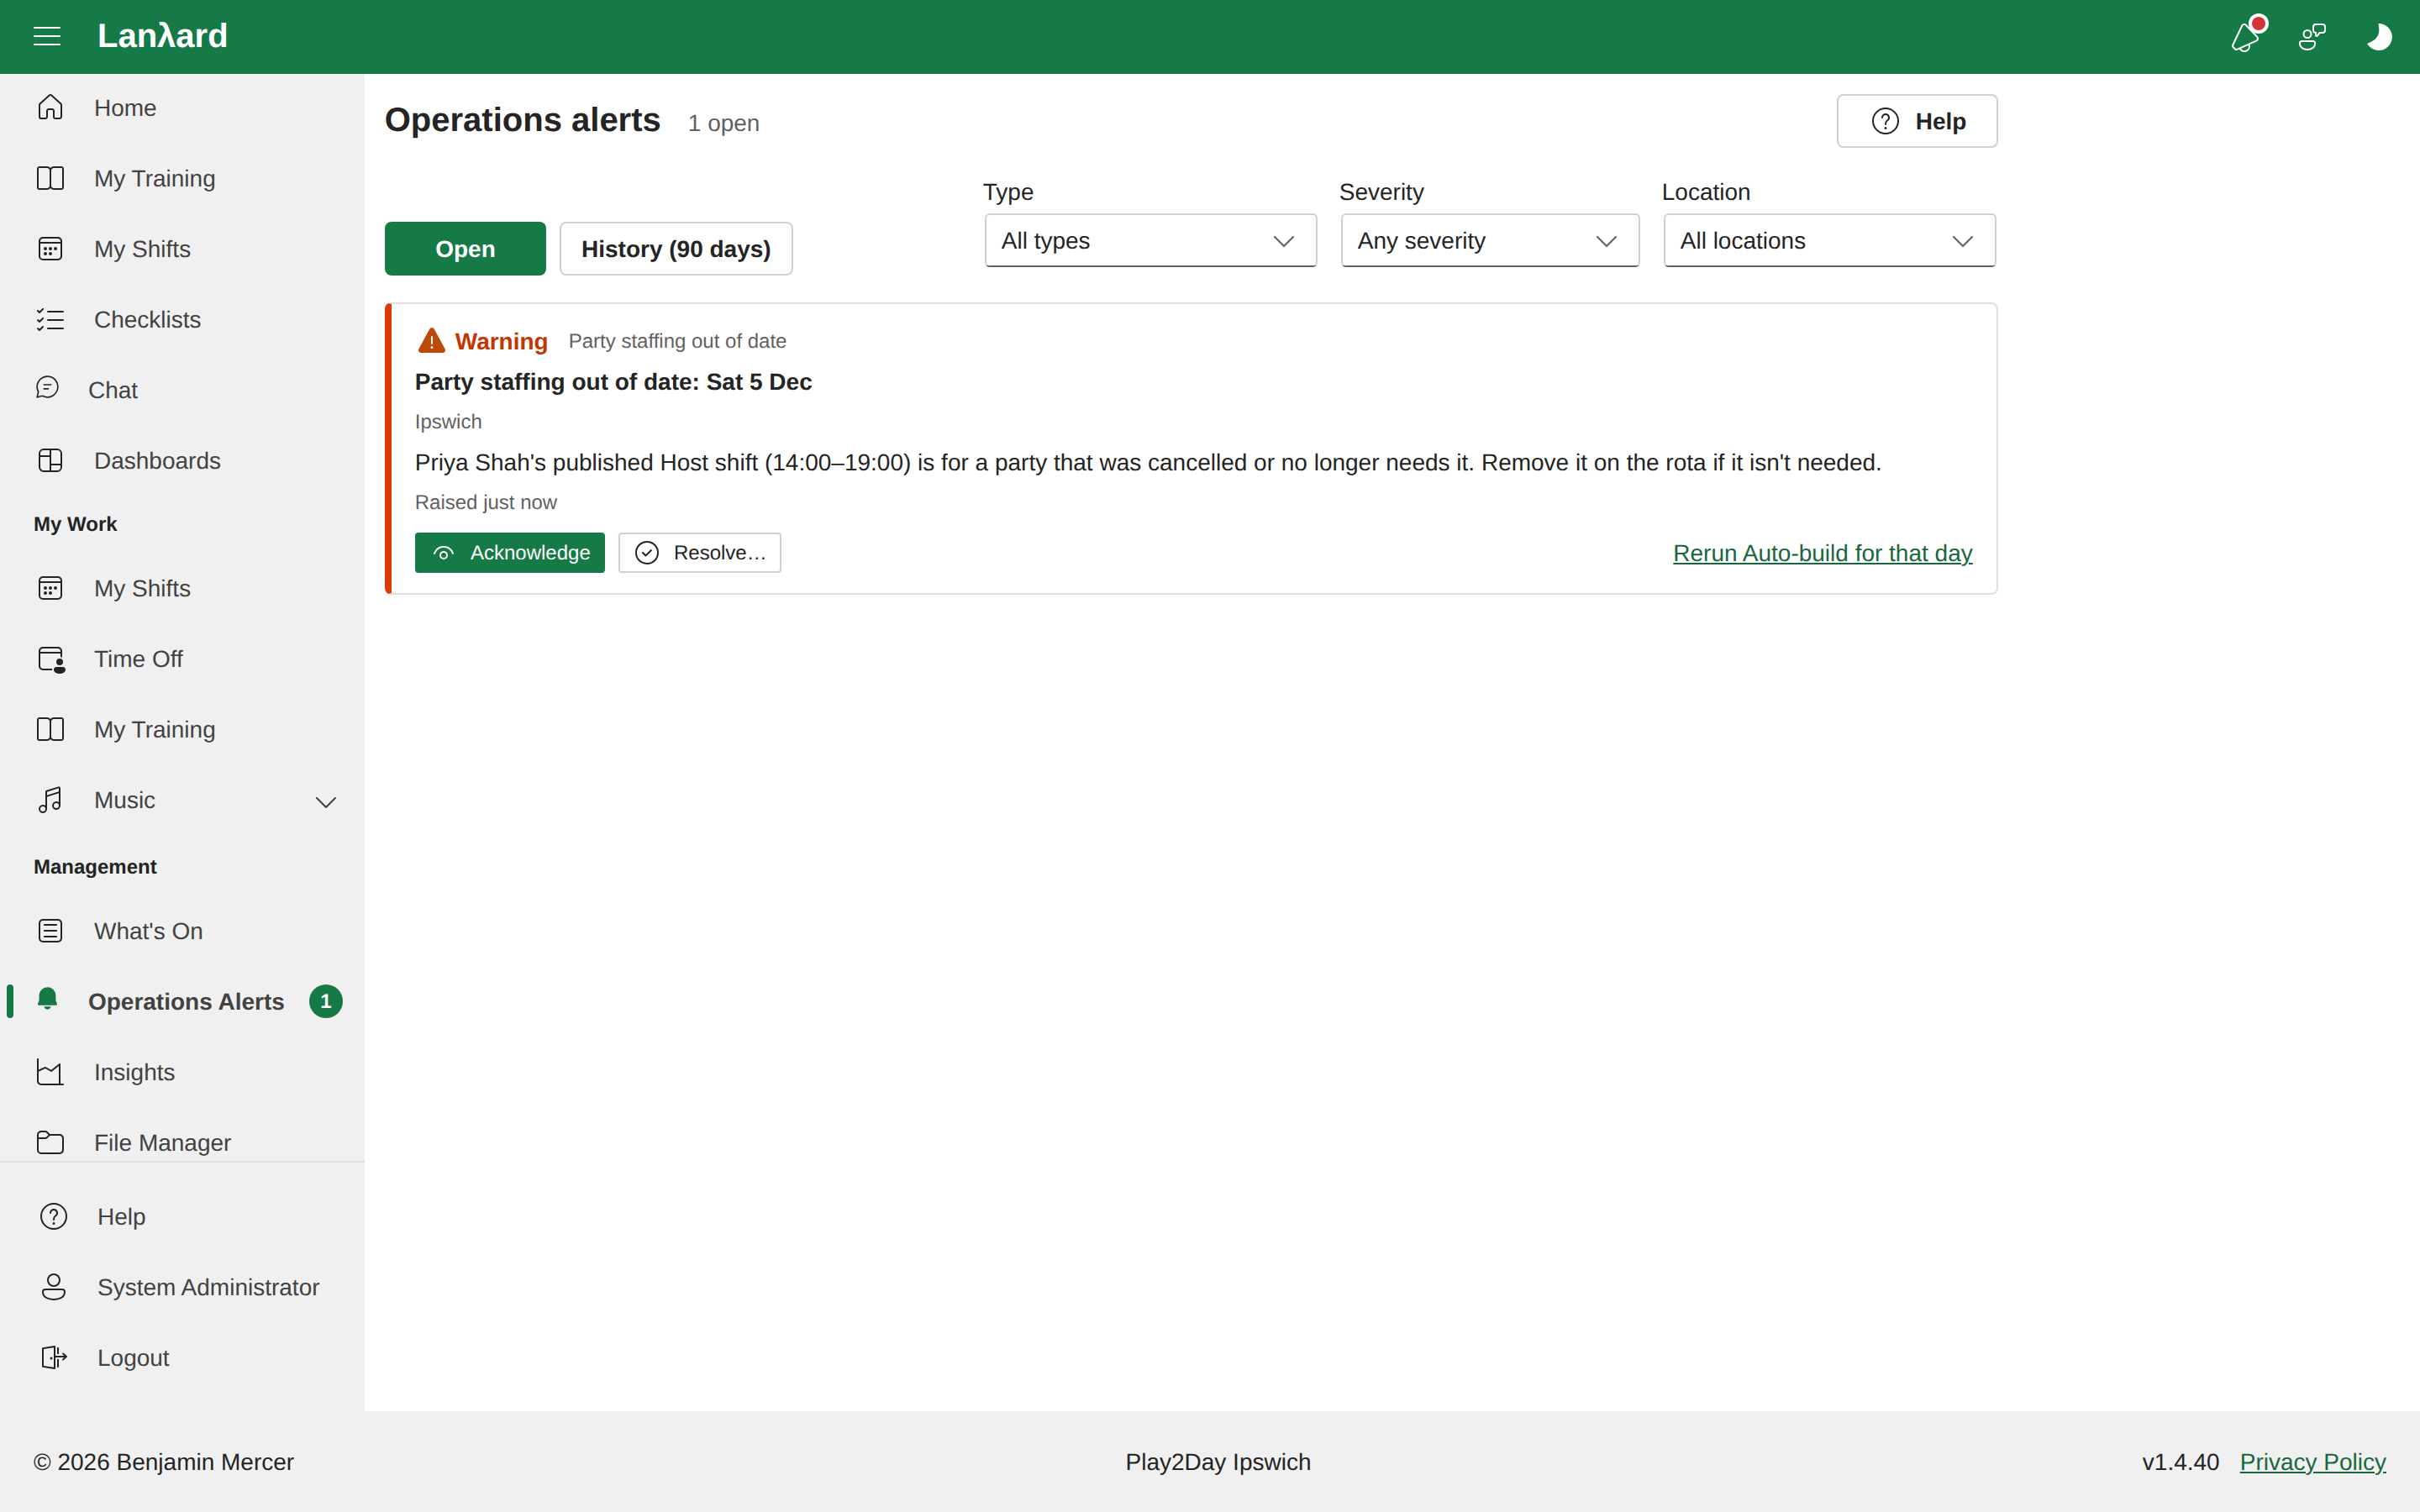 Lanλard
Home
My Training
My Shifts
Checklists
Chat
Dashboards
My Work
My Shifts
Time Off
My Training
Music
Management
What's On
Operations Alerts 1
Insights
File Manager
Help
System Administrator
Logout
Operations alerts 1 open
Help
Type Severity Location
Open History (90 days) All types Any severity All locations
Warning Party staffing out of date
Party staffing out of date: Sat 5 Dec
Ipswich
Priya Shah's published Host shift (14:00–19:00) is for a party that was cancelled or no longer needs it. Remove it on the rota if it isn't needed.
Raised just now
Acknowledge Resolve… Rerun Auto-build for that day
© 2026 Benjamin Mercer Play2Day Ipswich v1.4.40 Privacy Policy